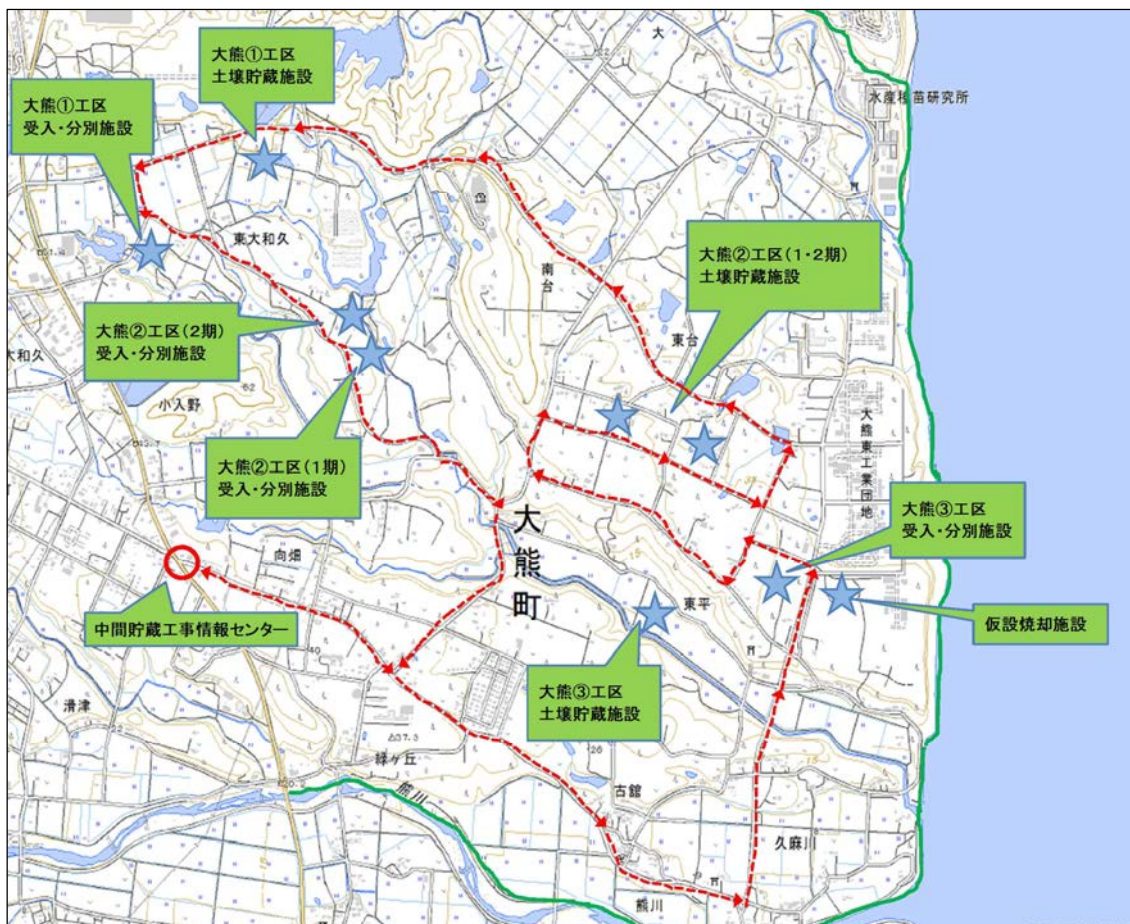 大熊①工区
土壌貯蔵施設
大熊①工区
受入・分別施設
水産種苗研究所
東大和久
南台
大熊②工区(1・2期)
土壌貯蔵施設
大熊②工区(2期)
受入・分別施設
東台
大和久
小入野
大熊東工業団地
大熊②工区(1期)
受入・分別施設
大熊③工区
受入・分別施設
大熊町
向畑
東平
仮設焼却施設
中間貯蔵工事情報センター
40
大熊③工区
土壌貯蔵施設
滑津
37.3
緑ヶ丘
26
熊川
古舘
久麻川
熊川